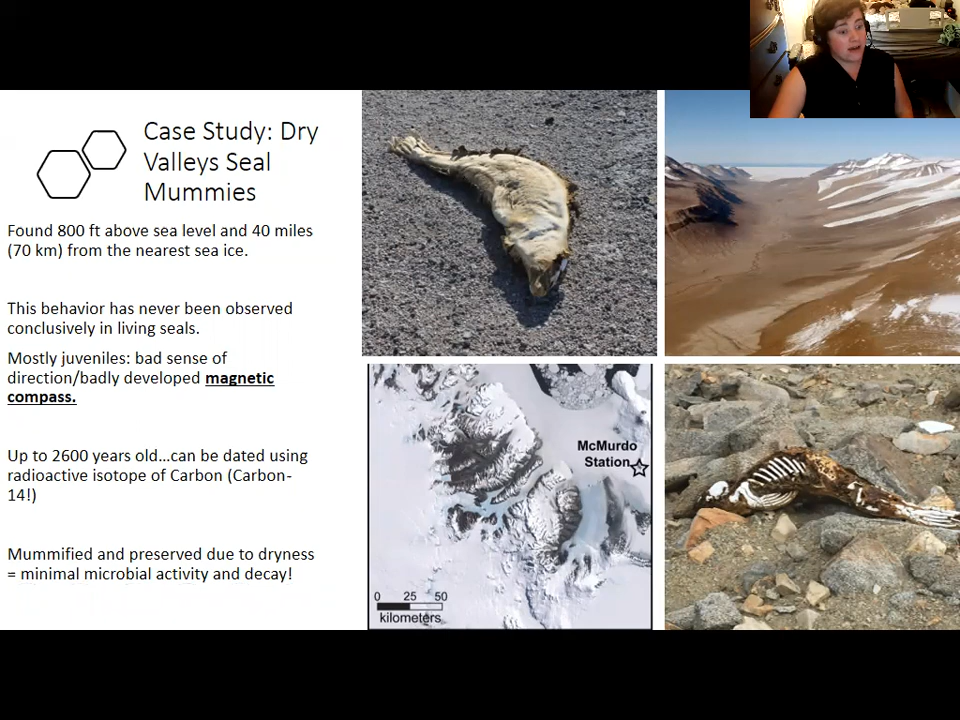 Case Study: Dry
Valleys Seal
Mummies
Found 800 ft above sea level and 40 miles
(70 km) from the nearest sea ice.
This behavior has never been observed
conclusively in living seals.
Mostly juveniles: bad sense of
direction/badly developed magnetic
compass.
Up to 2600 years old...can be dated using
radioactive isotope of Carbon (Carbon-
14!)
Mummified and preserved due to dryness
= minimal microbial activity and decay!
McMurdo
Station
0 25 50
kilometers